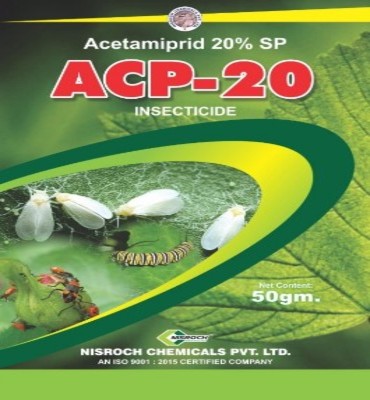 Acetamiprid 20% SP
ACP-20
INSECTICIDE
Net Content:
50gm.
NISROCH
NISROCH CHEMICALS PVT. LTD.
AN ISO 9001 : 2015 CERTIFIED COMPANY